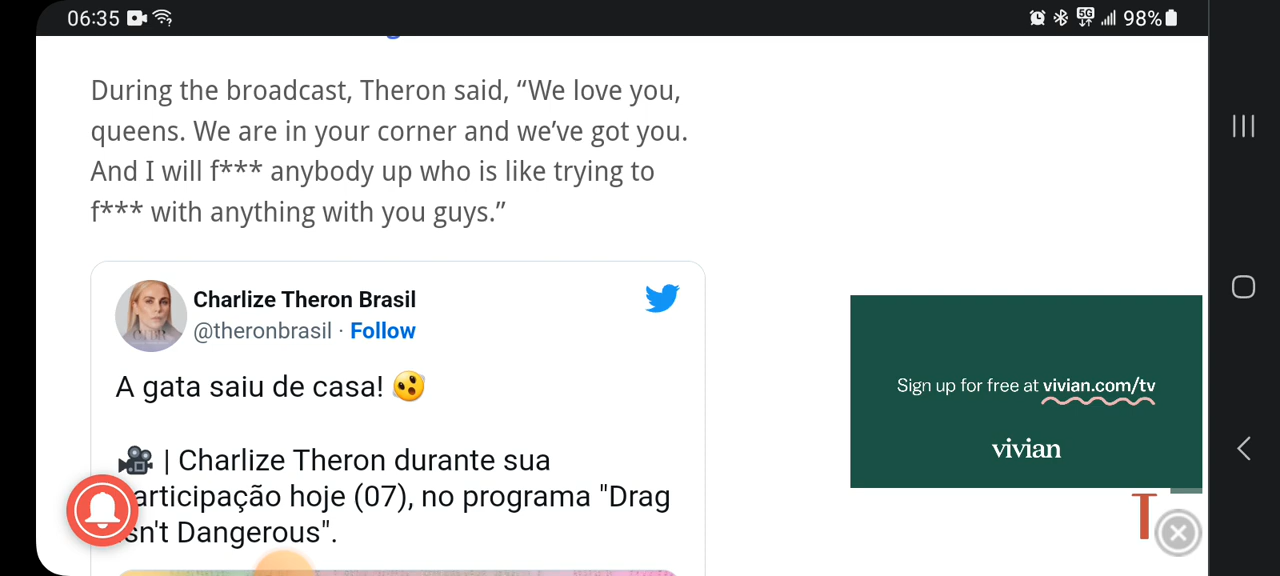 06:35
5G
98%
During the broadcast, Theron said, “We love you,
queens. We are in your corner and we’ve got you.
And I will f*** anybody up who is like trying to
f*** with anything with you guys.”
Charlize Theron Brasil
@theronbrasil · Follow
A gata saiu de casa! 😲
🎥 | Charlize Theron durante sua
articipação hoje (07), no programa "Drag
sn't Dangerous".
Sign up for free at vivian.com/tv
vivian
T